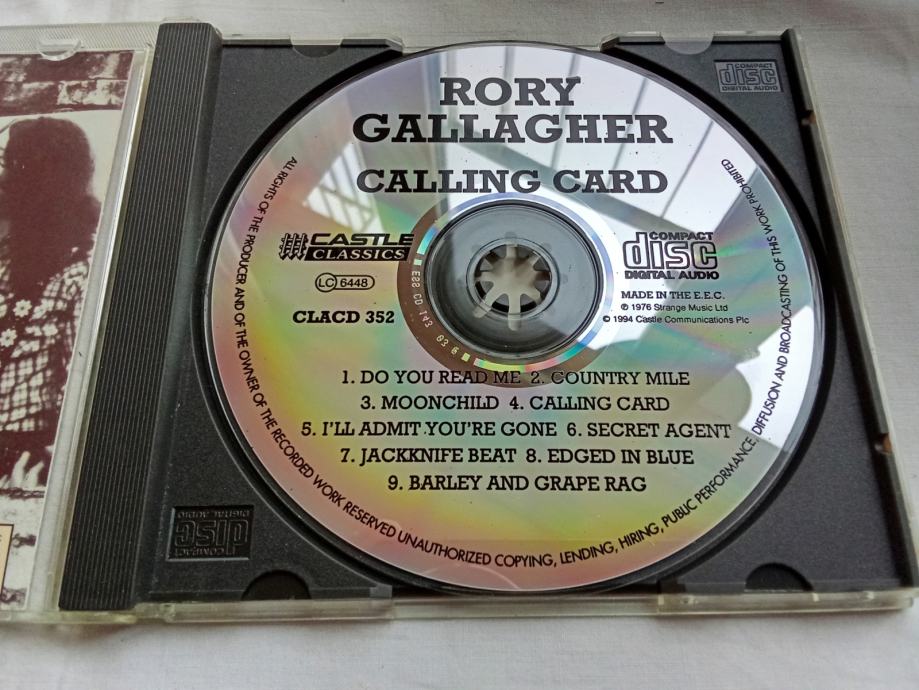 RORY
GALLAGHER
CALLING CARD
CASTLE
CLASSICS
LC 6448
CLACD 352
COMPACT
disc
DIGITAL AUDIO
MADE IN THE E.E.C.
℗ 1976 Strange Music Ltd
© 1994 Castle Communications Plc
1. DO YOU READ ME 2. COUNTRY MILE
3. MOONCHILD 4. CALLING CARD
5. I'LL ADMIT YOU'RE GONE 6. SECRET AGENT
7. JACKKNIFE BEAT 8. EDGED IN BLUE
9. BARLEY AND GRAPE RAG
ALL RIGHTS OF THE PRODUCER AND OF THE OWNER OF THE RECORDED WORK RESERVED UNAUTHORIZED COPYING, LENDING, HIRING, PUBLIC PERFORMANCE, DIFFUSION AND BROADCASTING OF THIS WORK PROHIBITED
COMPACT
disc
DIGITAL AUDIO
COMPACT
disc
DIGITAL AUDIO